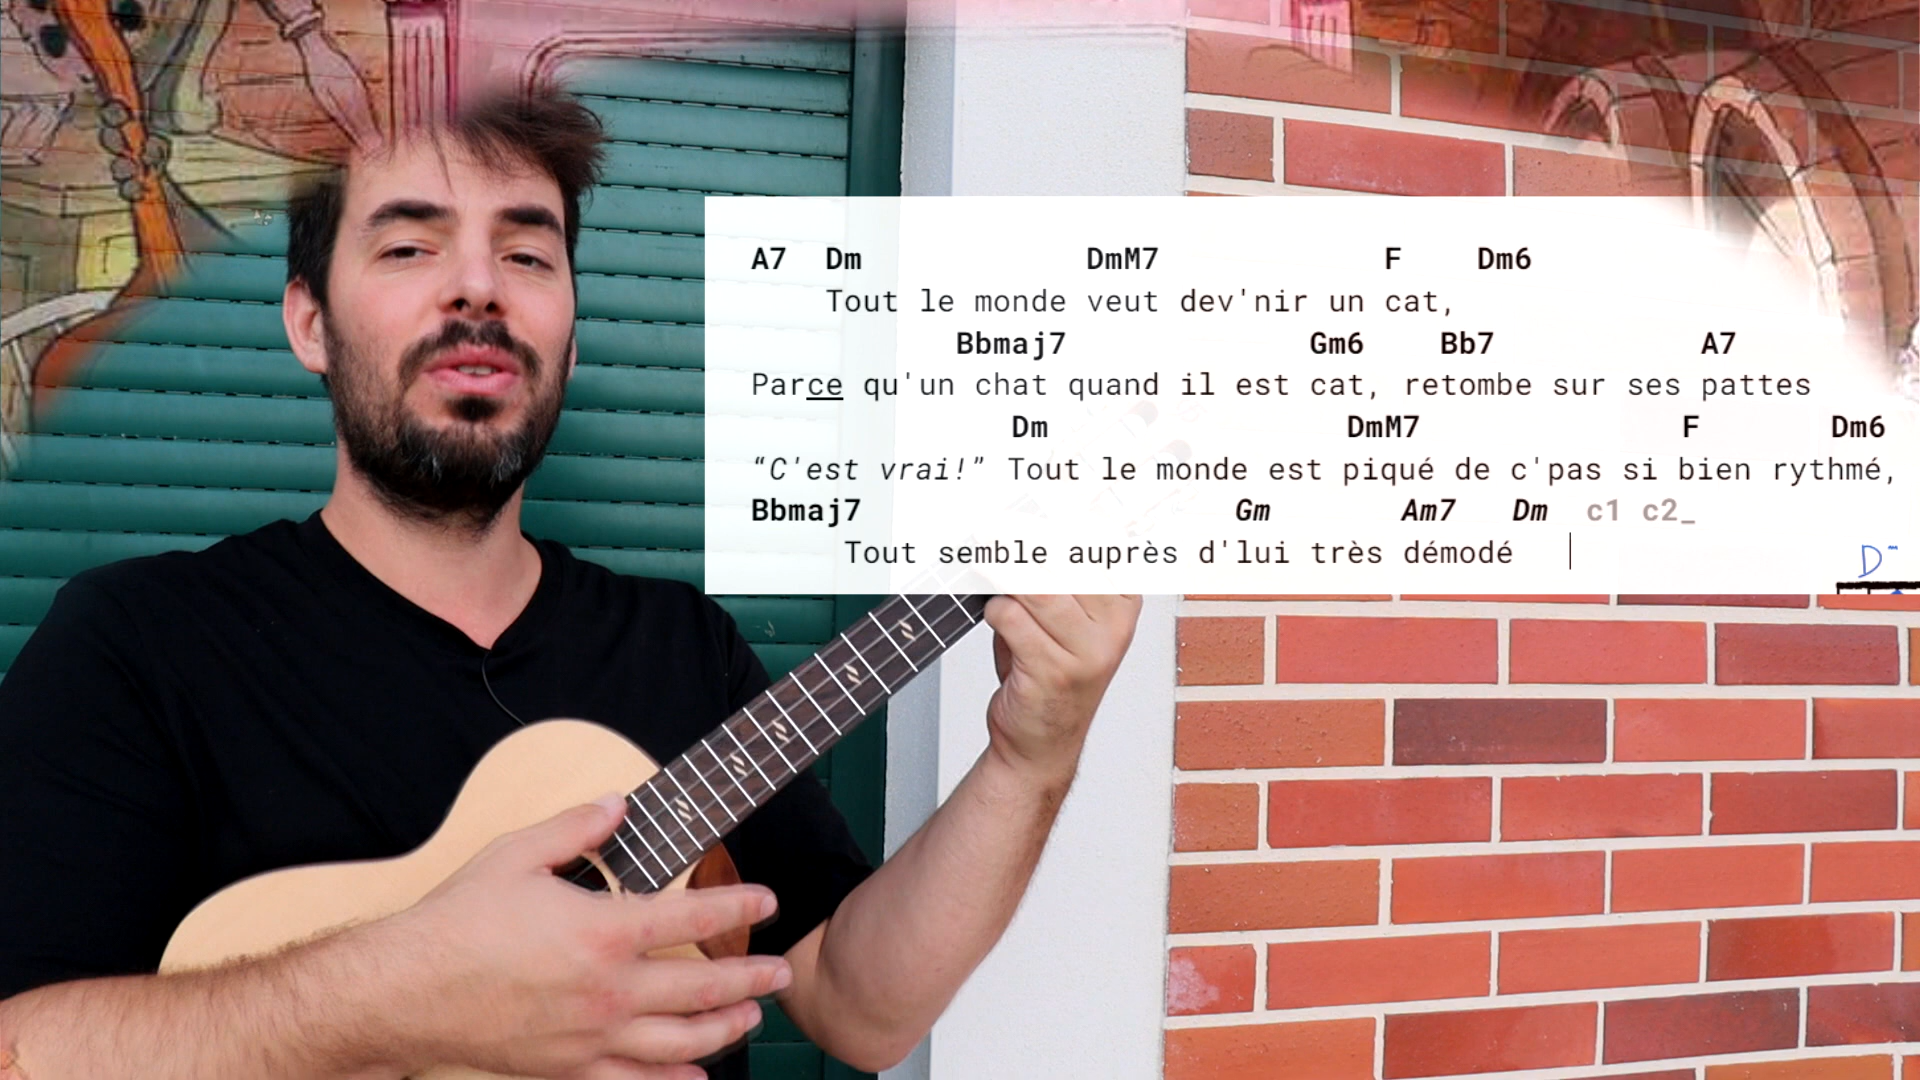 A7 Dm DmM7 F Dm6
Tout le monde veut dev'nir un cat,
Bbmaj7 Gm6 Bb7 A7
Parce qu'un chat quand il est cat, retombe sur ses pattes
Dm DmM7 F Dm6
“C'est vrai!” Tout le monde est piqué de c'pas si bien rythmé,
Bbmaj7 Gm Am7 Dm c1 c2_
Tout semble auprès d'lui très démodé |
D